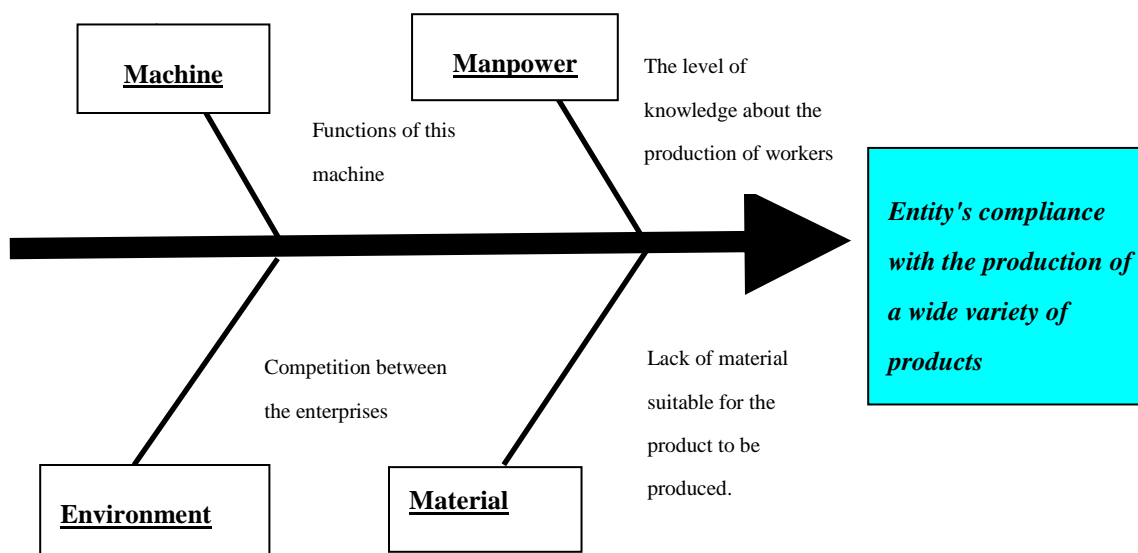 Machine
Manpower
Functions of this
machine
The level of
knowledge about the
production of workers
Entity's compliance
with the production of
a wide variety of
products
Competition between
the enterprises
Lack of material
suitable for the
product to be
produced.
Environment
Material